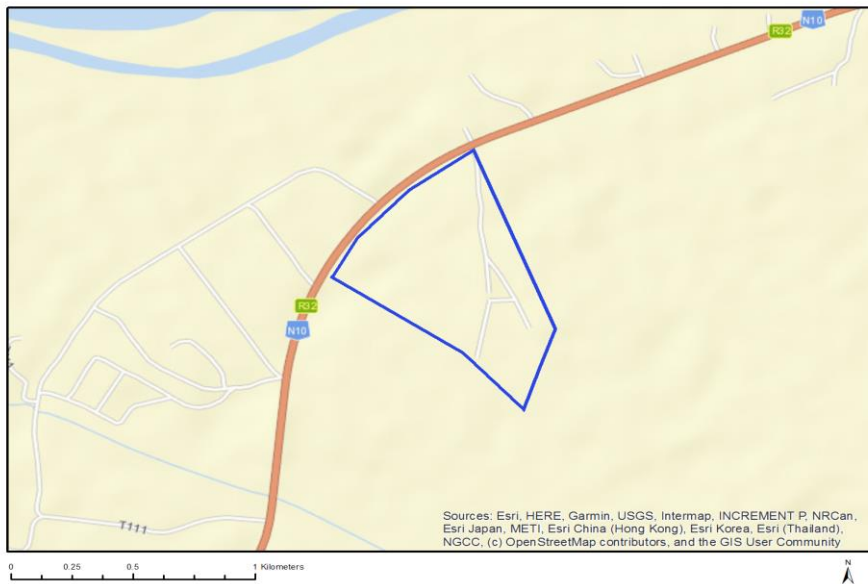 N10
R32
R32
N10
T111
Sources: Esri, HERE, Garmin, USGS, Intermap, INCREMENT P, NRCan,
Esri Japan, METI, Esri China (Hong Kong), Esri Korea, Esri (Thailand),
NGCC, (c) OpenStreetMap contributors, and the GIS User Community
0 0.25 0.5 1 Kilometers
N